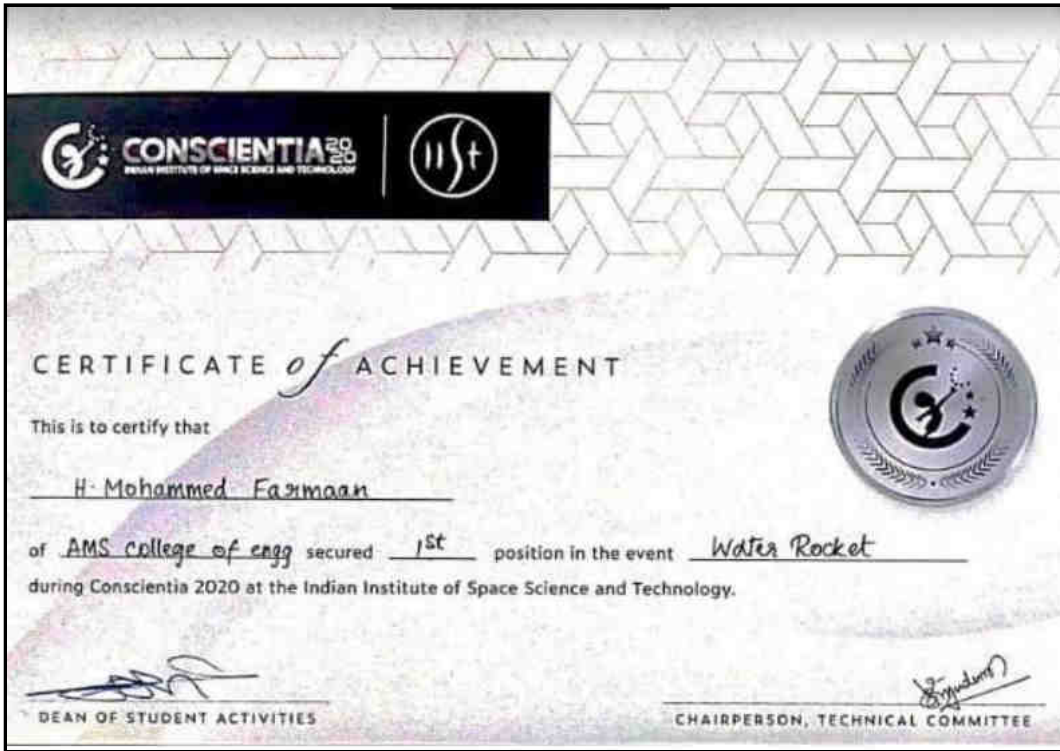 CONSCIENTIA 2020
INDIAN INSTITUTE OF SPACE SCIENCE AND TECHNOLOGY
IIST
CERTIFICATE of ACHIEVEMENT
This is to certify that
H. Mohammed Farmaan
of AMS college of engg secured 1st position in the event Water Rocket
during Conscientia 2020 at the Indian Institute of Space Science and Technology.
DEAN OF STUDENT ACTIVITIES
CHAIRPERSON, TECHNICAL COMMITTEE